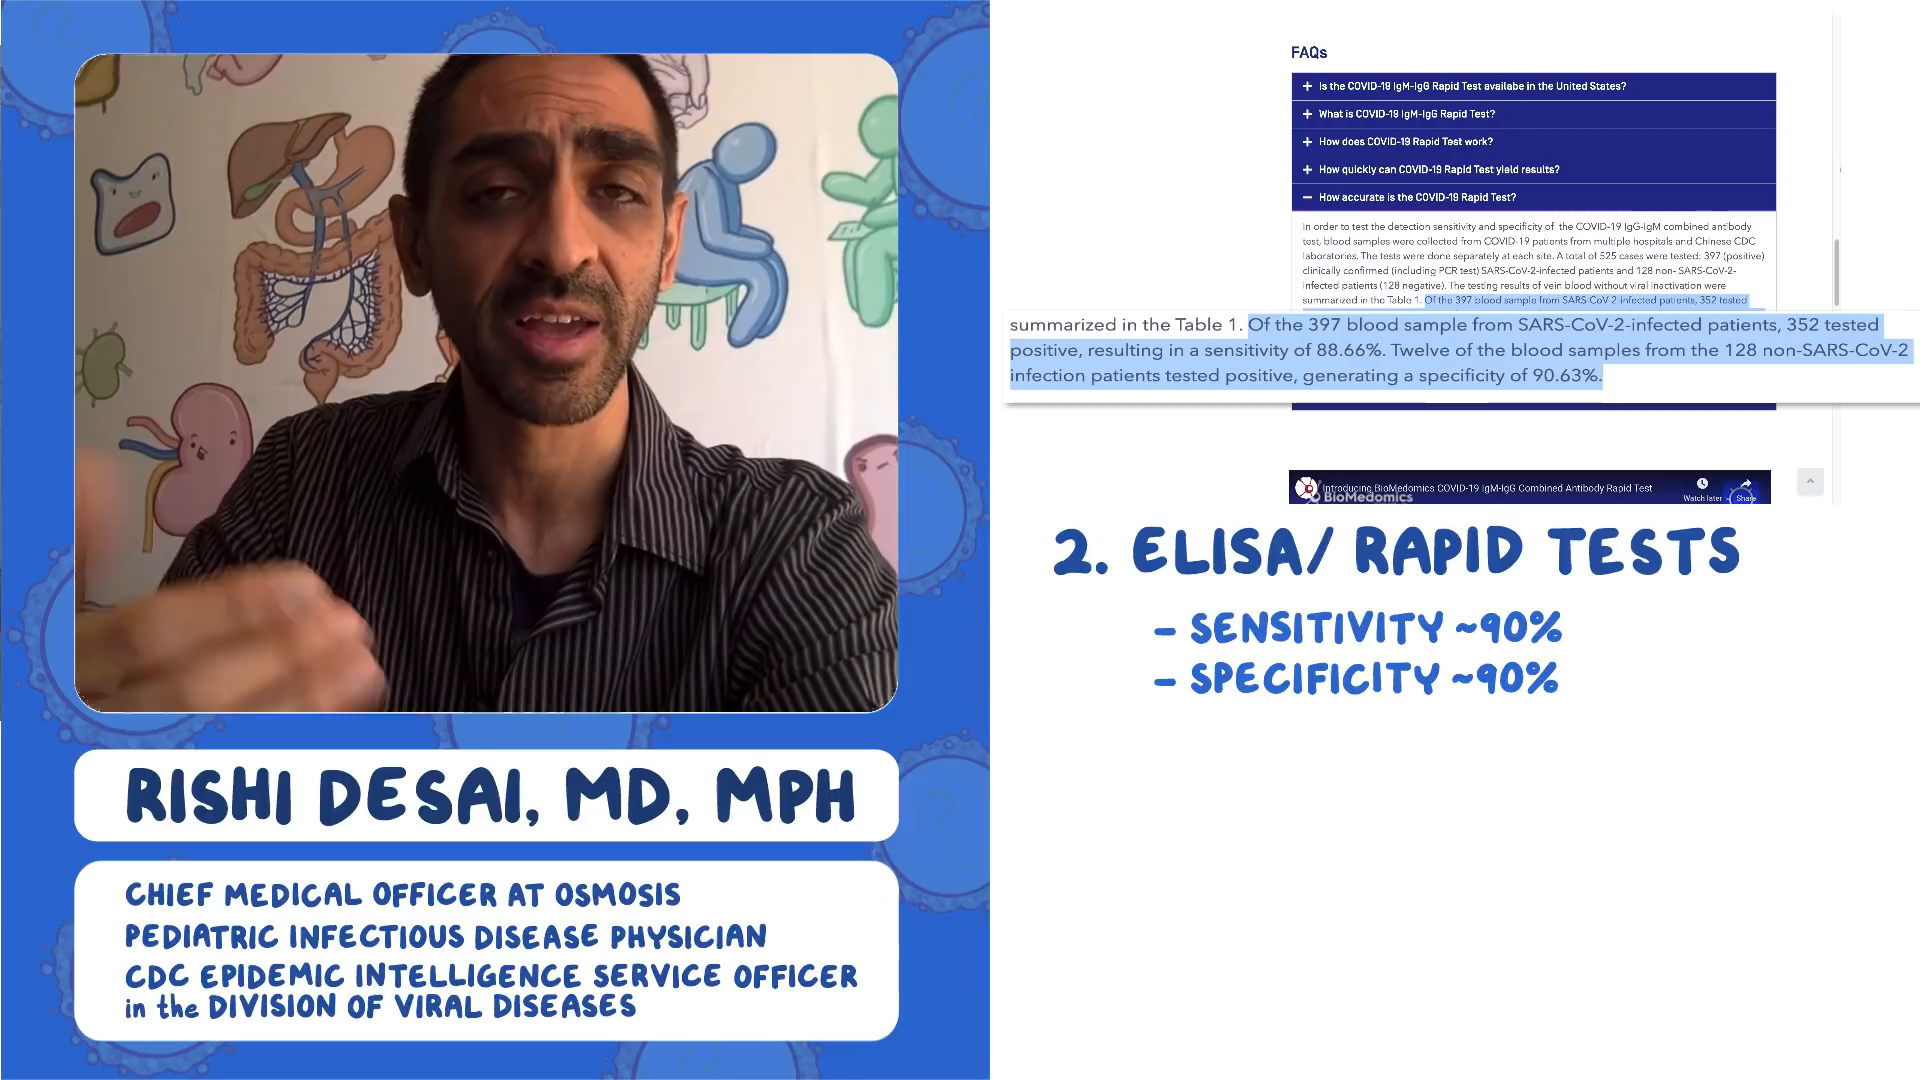 RISHI DESAI, MD, MPH
CHIEF MEDICAL OFFICER AT OSMOSIS
PEDIATRIC INFECTIOUS DISEASE PHYSICIAN
CDC EPIDEMIC INTELLIGENCE SERVICE OFFICER
in the DIVISION OF VIRAL DISEASES
FAQs
+ Is the COVID-19 IgM-IgG Rapid Test availabe in the United States?
+ What is COVID-19 IgM-IgG Rapid Test?
+ How does COVID-19 Rapid Test work?
+ How quickly can COVID-19 Rapid Test yield results?
− How accurate is the COVID-19 Rapid Test?
In order to test the detection sensitivity and specificity of the COVID-19 IgG-IgM combined antibody
test, blood samples were collected from COVID-19 patients from multiple hospitals and Chinese CDC
laboratories. The tests were done separately at each site. A total of 525 cases were tested: 397 (positive)
clinically confirmed (including PCR test) SARS-CoV-2-infected patients and 128 non- SARS-CoV-2-
infected patients (128 negative). The testing results of vein blood without viral inactivation were
summarized in the Table 1. Of the 397 blood sample from SARS-CoV-2-infected patients, 352 tested
summarized in the Table 1. Of the 397 blood sample from SARS-CoV-2-infected patients, 352 tested
positive, resulting in a sensitivity of 88.66%. Twelve of the blood samples from the 128 non-SARS-CoV-2
infection patients tested positive, generating a specificity of 90.63%.
Introducing BioMedomics COVID-19 IgM-IgG Combined Antibody Rapid Test
BioMedomics
Watch later
Share
2. ELISA/ RAPID TESTS
- SENSITIVITY ~90%
- SPECIFICITY ~90%